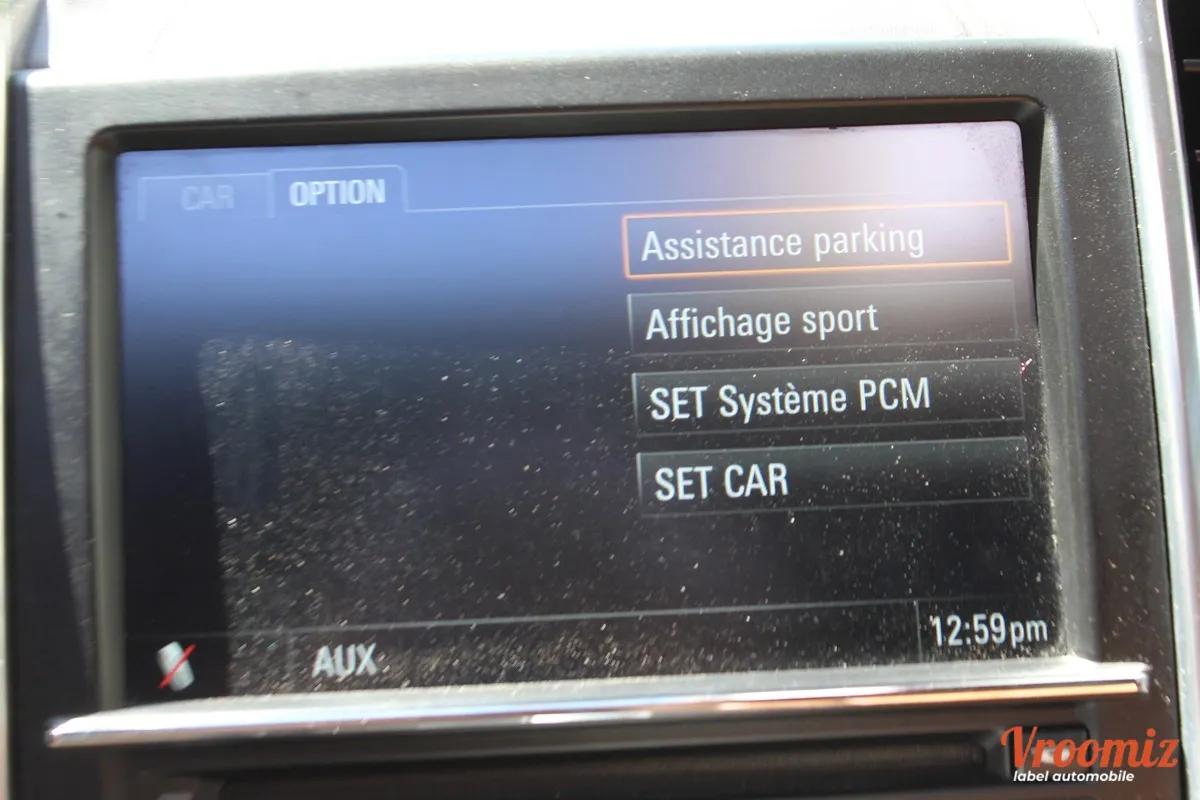 CAR OPTION
Assistance parking
Affichage sport
SET Système PCM
SET CAR
AUX
12:59pm
Vroomiz
label automobile